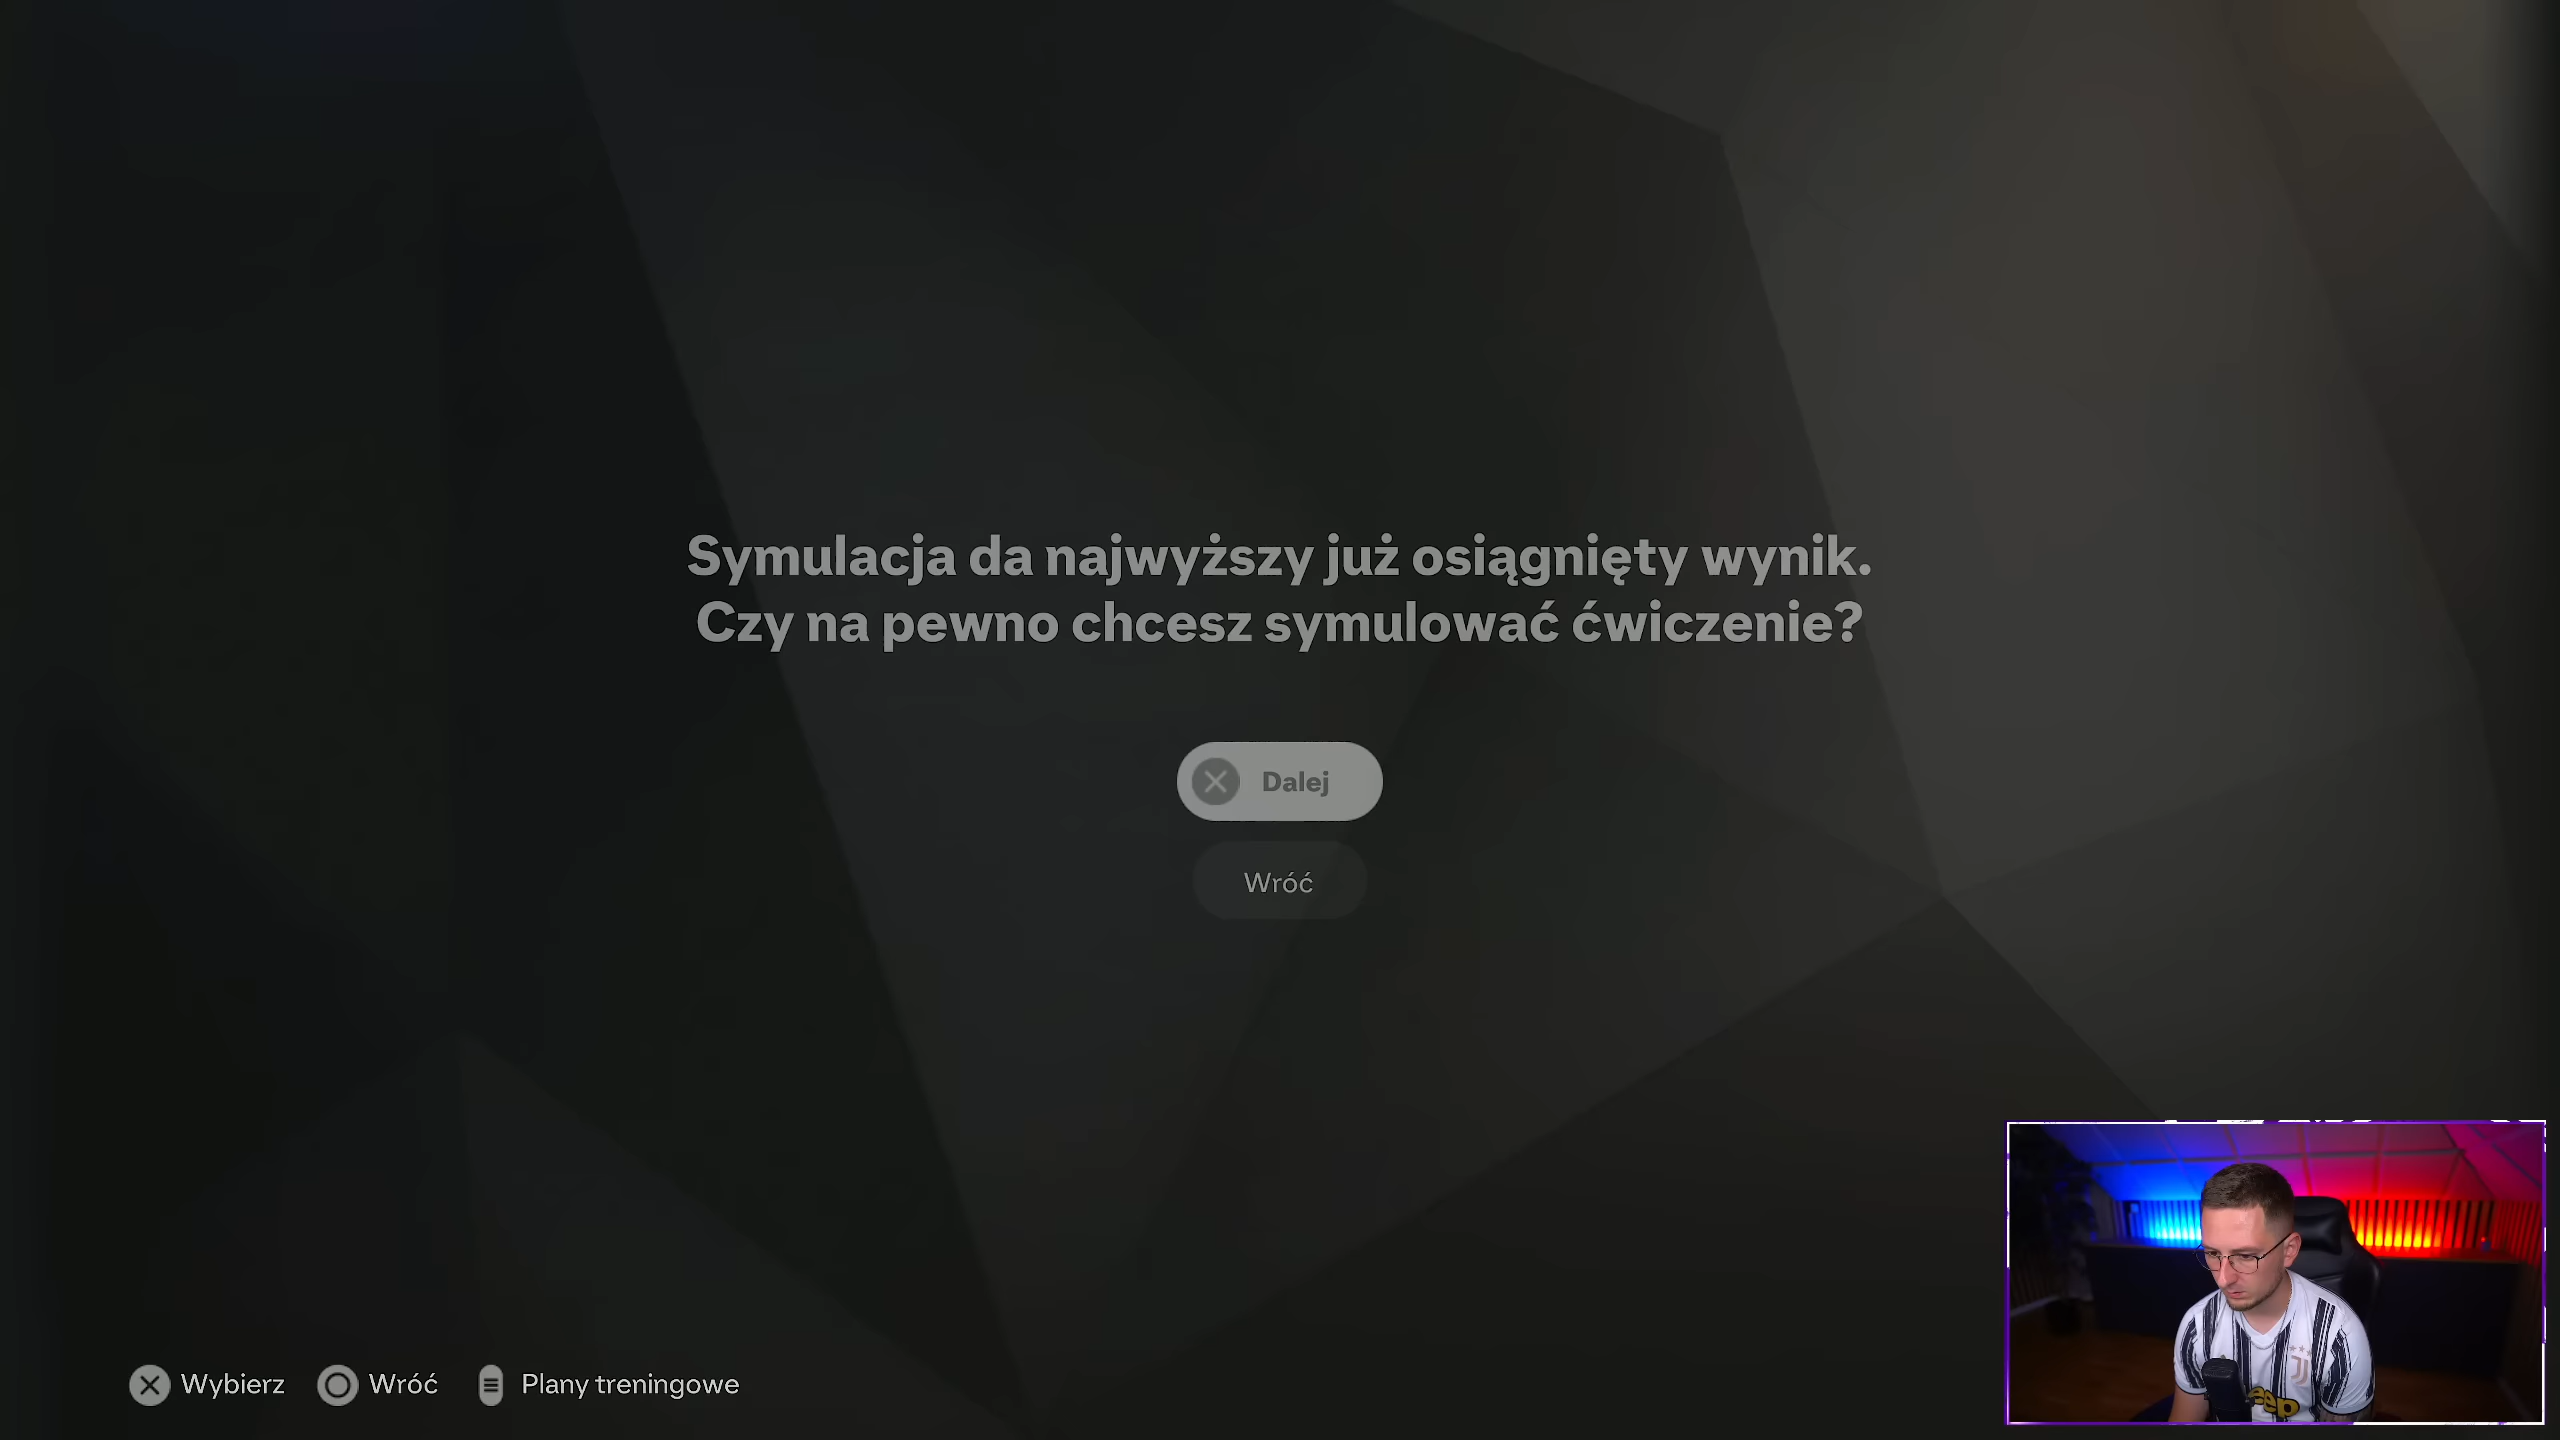 Symulacja da najwyższy już osiągnięty wynik.
Czy na pewno chcesz symulować ćwiczenie?
Dalej
Wróć
Wybierz
Wróć
Plany treningowe